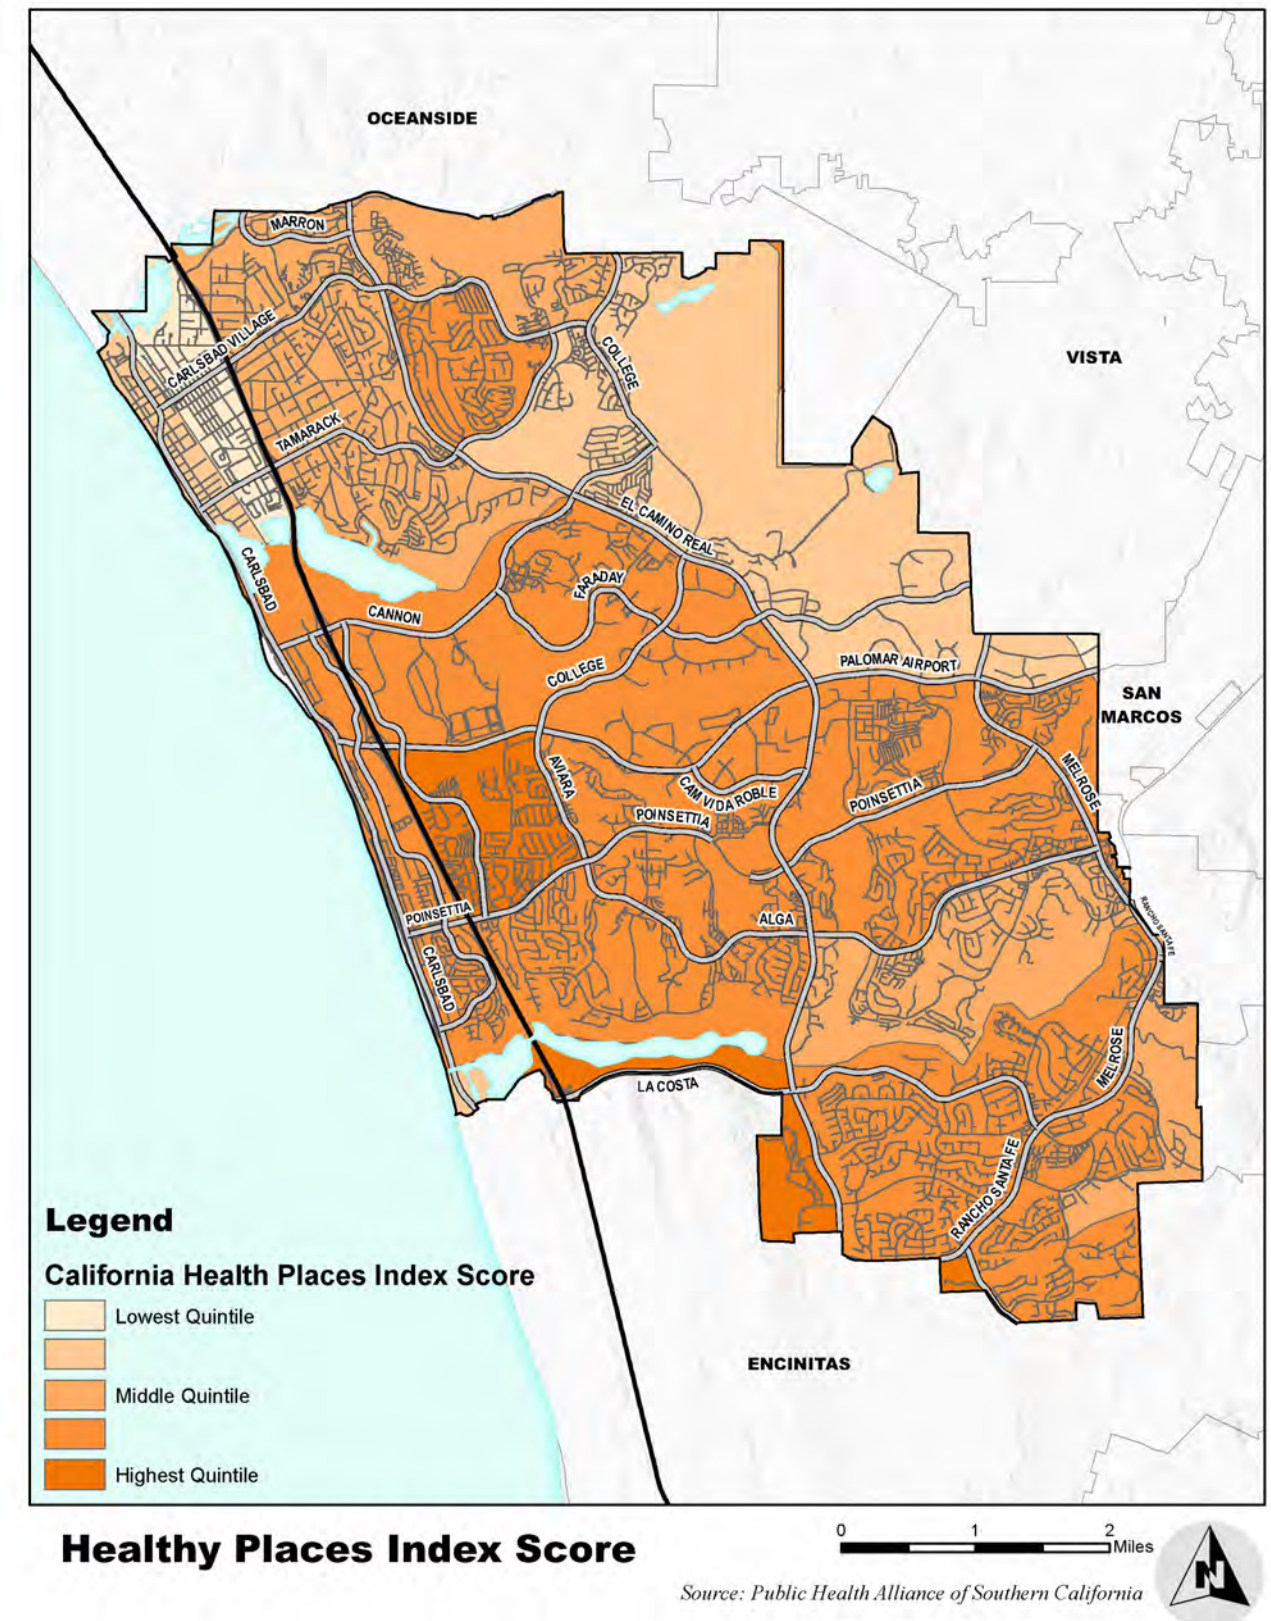 OCEANSIDE
MARRON
CARLSBAD VILLAGE
COLLEGE
VISTA
TAMARACK
EL CAMINO REAL
CARLSBAD
FARADAY
CANNON
COLLEGE
PALOMAR AIRPORT
SAN
MARCOS
AVIARA
CAM VIDA ROBLE
MELROSE
POINSETTIA
POINSETTIA
POINSETTIA
ALGA
RANCHO SANTA FE
CARLSBAD
MELROSE
LA COSTA
RANCHO SANTA FE
ENCINITAS
Legend
California Health Places Index Score
Lowest Quintile
Middle Quintile
Highest Quintile
Healthy Places Index Score
0 1 2
Miles
N
Source: Public Health Alliance of Southern California